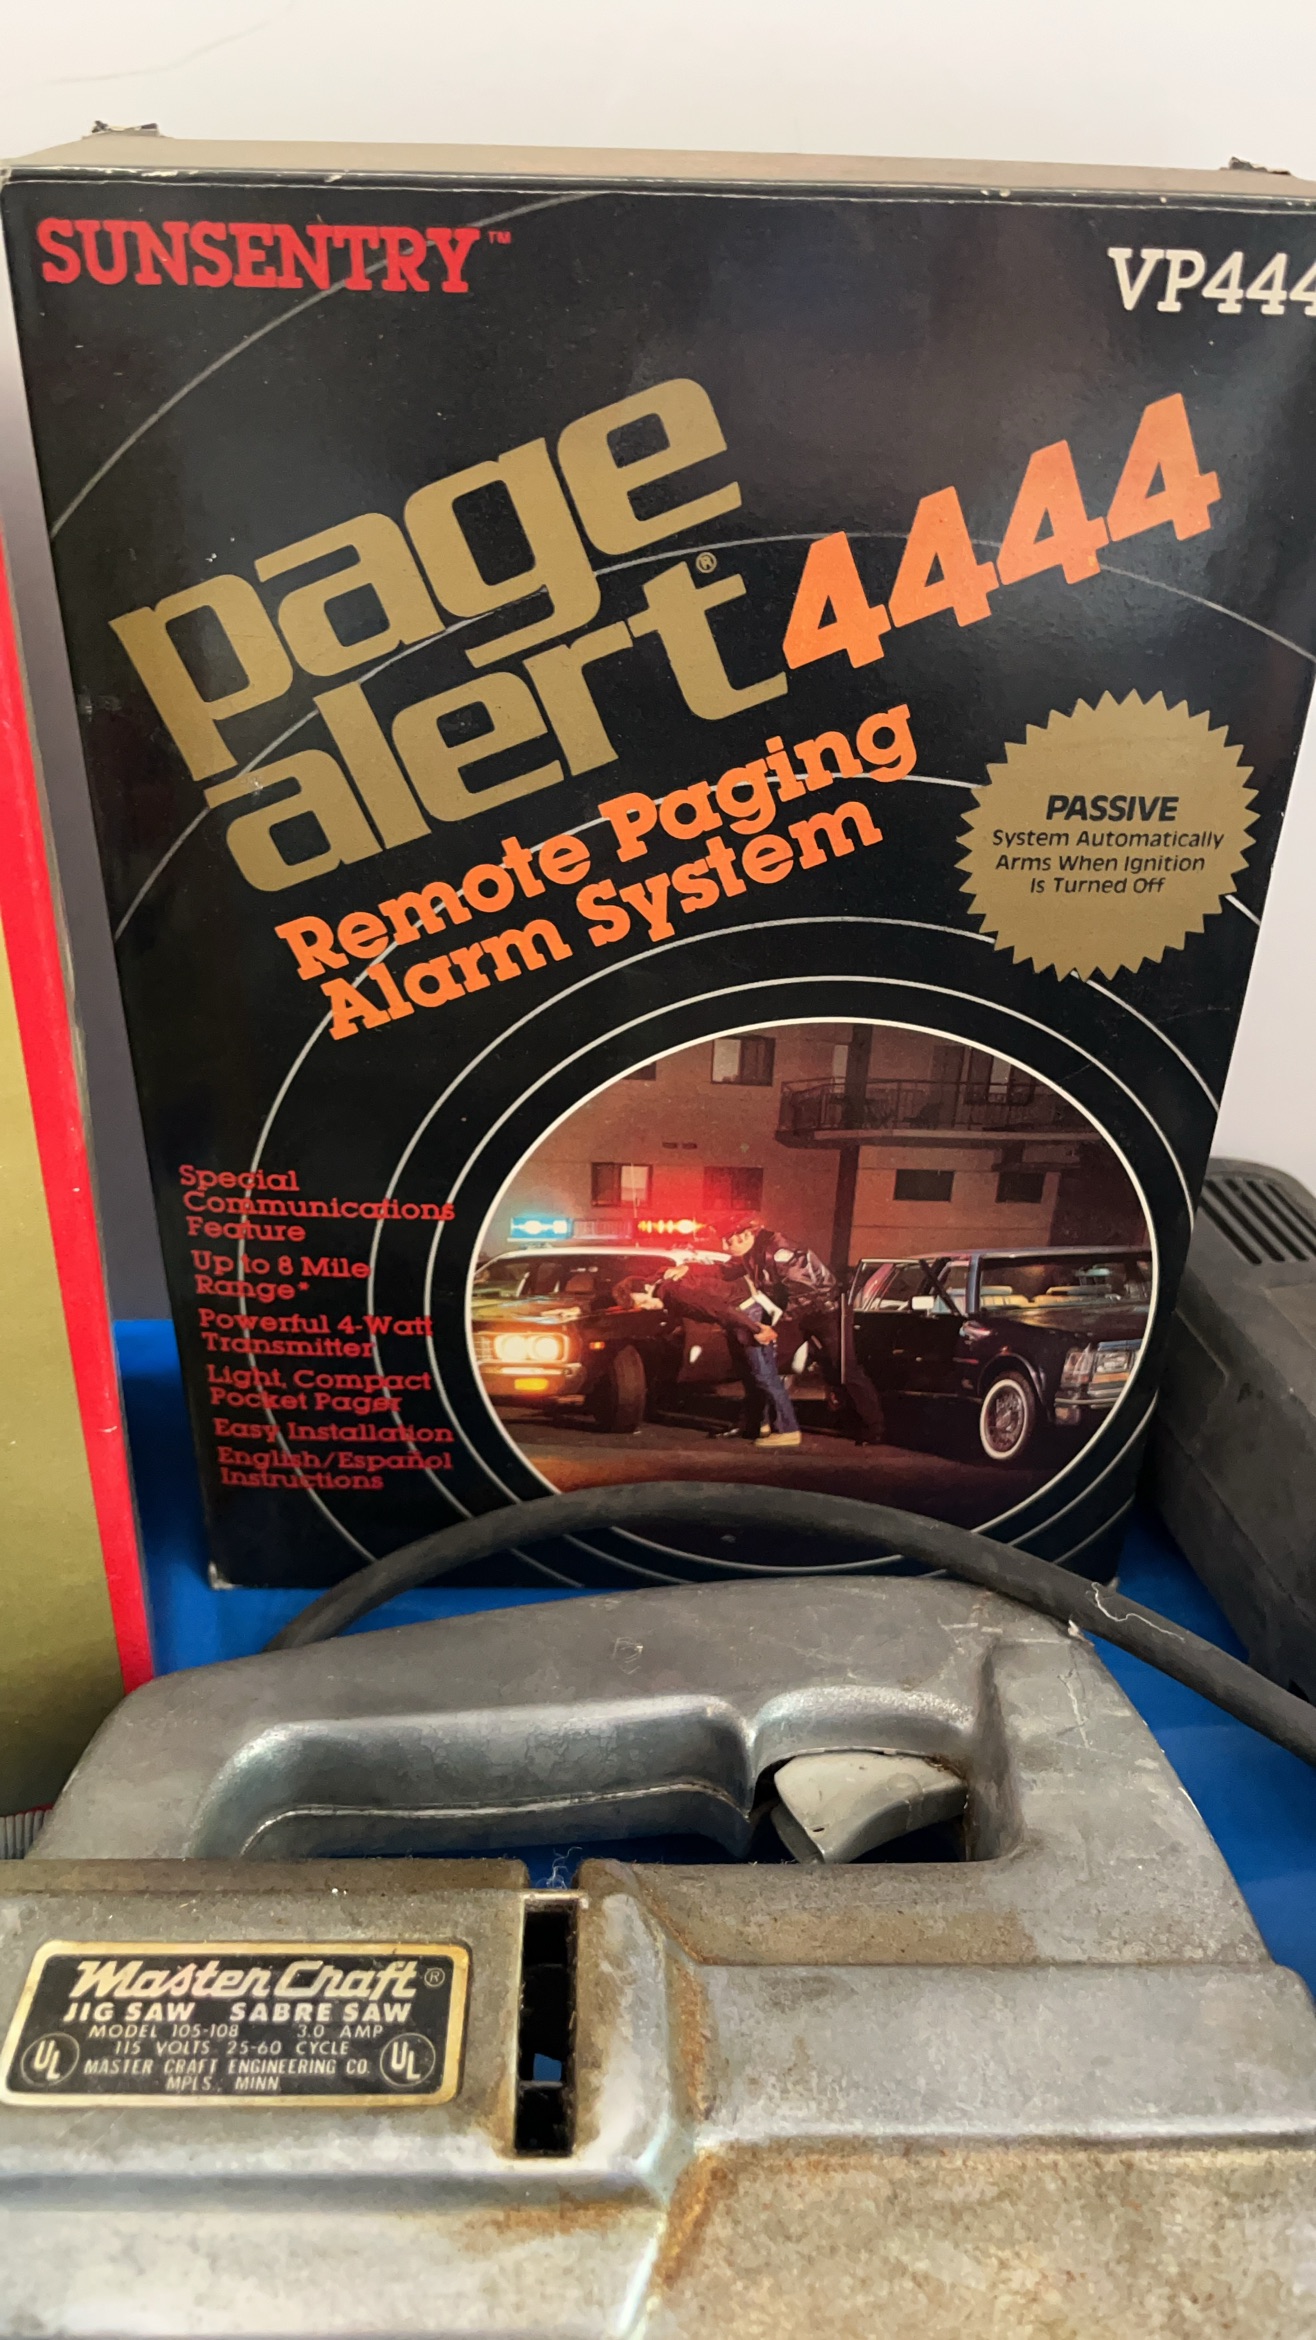 SUNSENTRY™
VP444
page
alert® 4444
Remote Paging
Alarm System
PASSIVE
System Automatically
Arms When Ignition
Is Turned Off
Special
Communications
Feature
Up to 8 Mile
Range*
Powerful 4-Watt
Transmitter
Light, Compact
Pocket Pager
Easy Installation
English/Español
Instructions
Master Craft®
JIG SAW SABRE SAW
MODEL 105-108 3.0 AMP
115 VOLTS 25-60 CYCLE
UL MASTER CRAFT ENGINEERING CO. UL
MPLS., MINN.